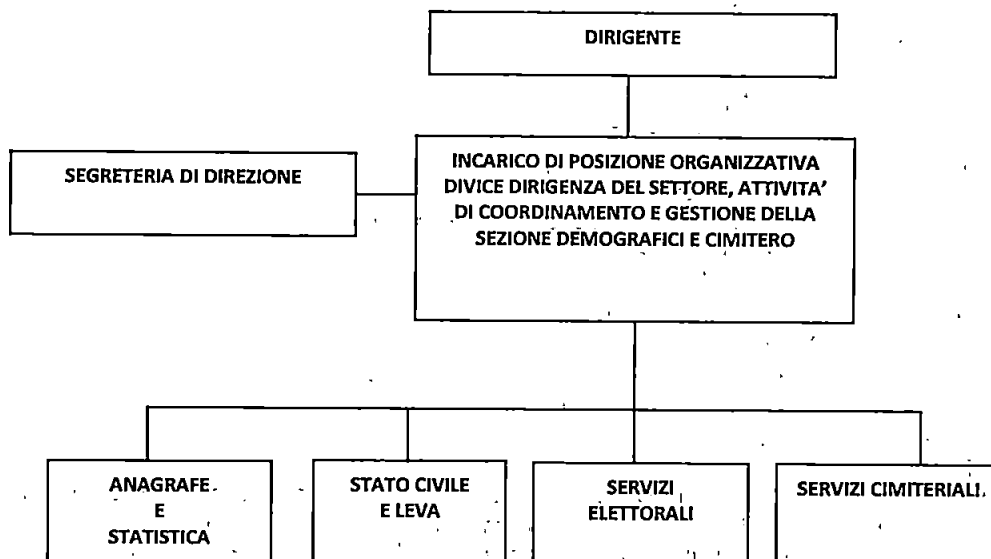 DIRIGENTE
SEGRETERIA DI DIREZIONE
INCARICO DI POSIZIONE ORGANIZZATIVA
DIVICE DIRIGENZA DEL SETTORE, ATTIVITA'
DI COORDINAMENTO E GESTIONE DELLA
SEZIONE DEMOGRAFICI E CIMITERO
ANAGRAFE
E
STATISTICA
STATO CIVILE
E LEVA
SERVIZI
ELETTORALI
SERVIZI CIMITERIALI